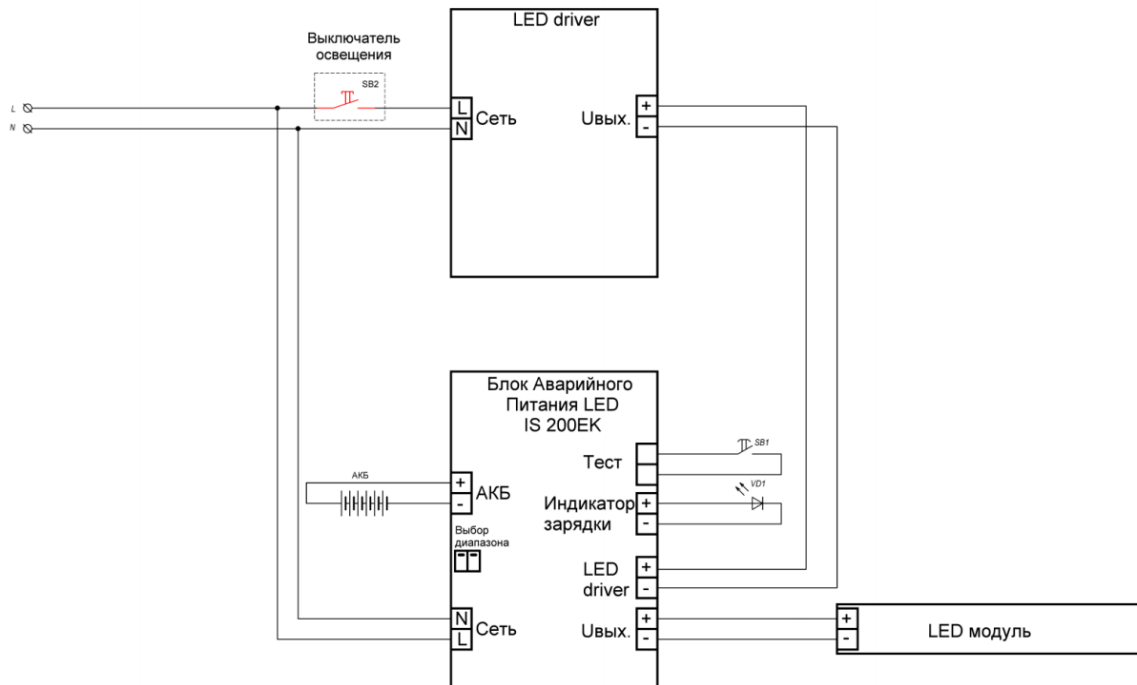 LED driver
Выключатель
освещения
SB2
L
N
L
N
Сеть
Uвых.
+
-
Блок Аварийного
Питания LED
IS 200EK
Тест
SB1
АКБ
+
-
АКБ
Индикатор
зарядки
+
-
VD1
Выбор
диапазона
LED
driver
+
-
N
L
Сеть
Uвых.
+
-
+
-
LED модуль